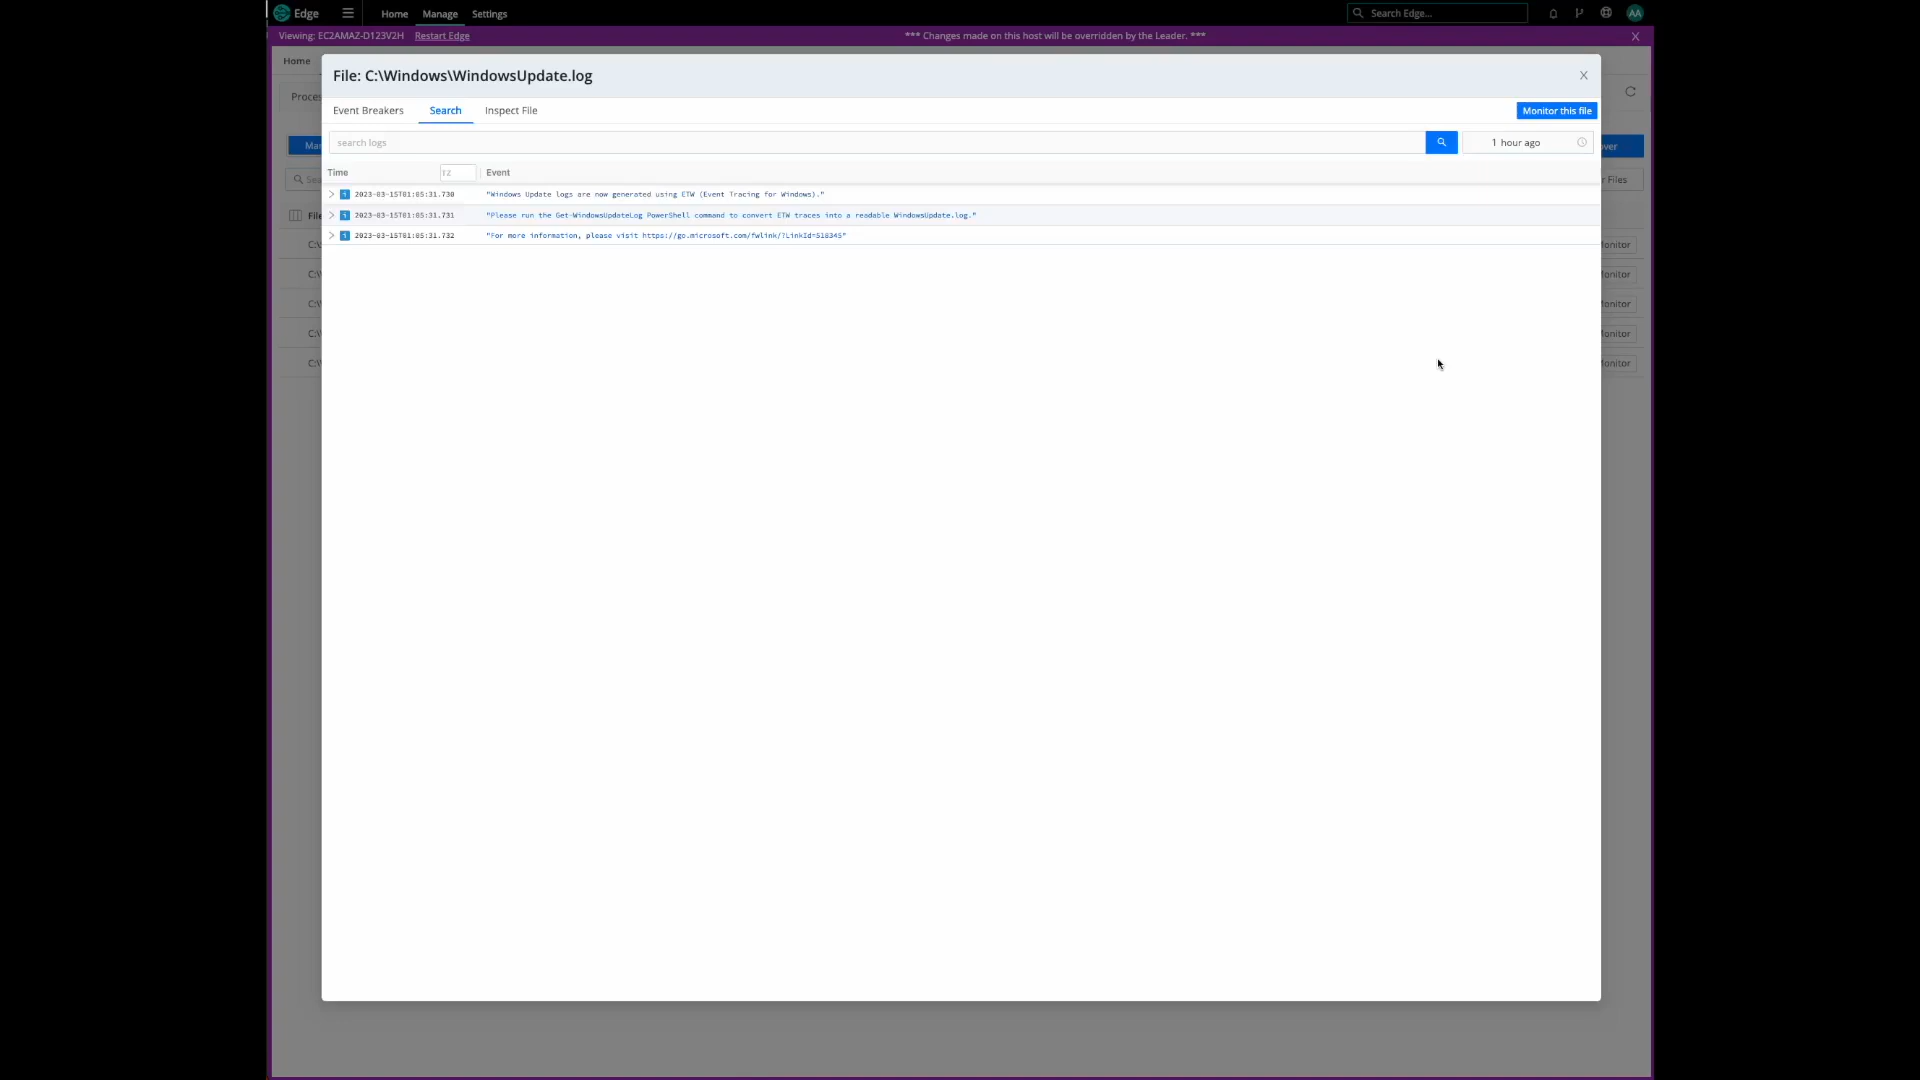 Edge Home Manage Settings Search Edge... AA
Viewing: EC2AMAZ-D123V2H Restart Edge *** Changes made on this host will be overridden by the Leader. *** X
Home
File: C:\Windows\WindowsUpdate.log X
Event Breakers Search Inspect File Monitor this file
search logs 1 hour ago
Time TZ Event
2023-03-15T01:05:31.730 "Windows Update logs are now generated using ETW (Event Tracing for Windows)."
2023-03-15T01:05:31.731 "Please run the Get-WindowsUpdateLog PowerShell command to convert ETW traces into a readable WindowsUpdate.log."
2023-03-15T01:05:31.732 "For more information, please visit https://go.microsoft.com/fwlink/?LinkId=518345"
Files